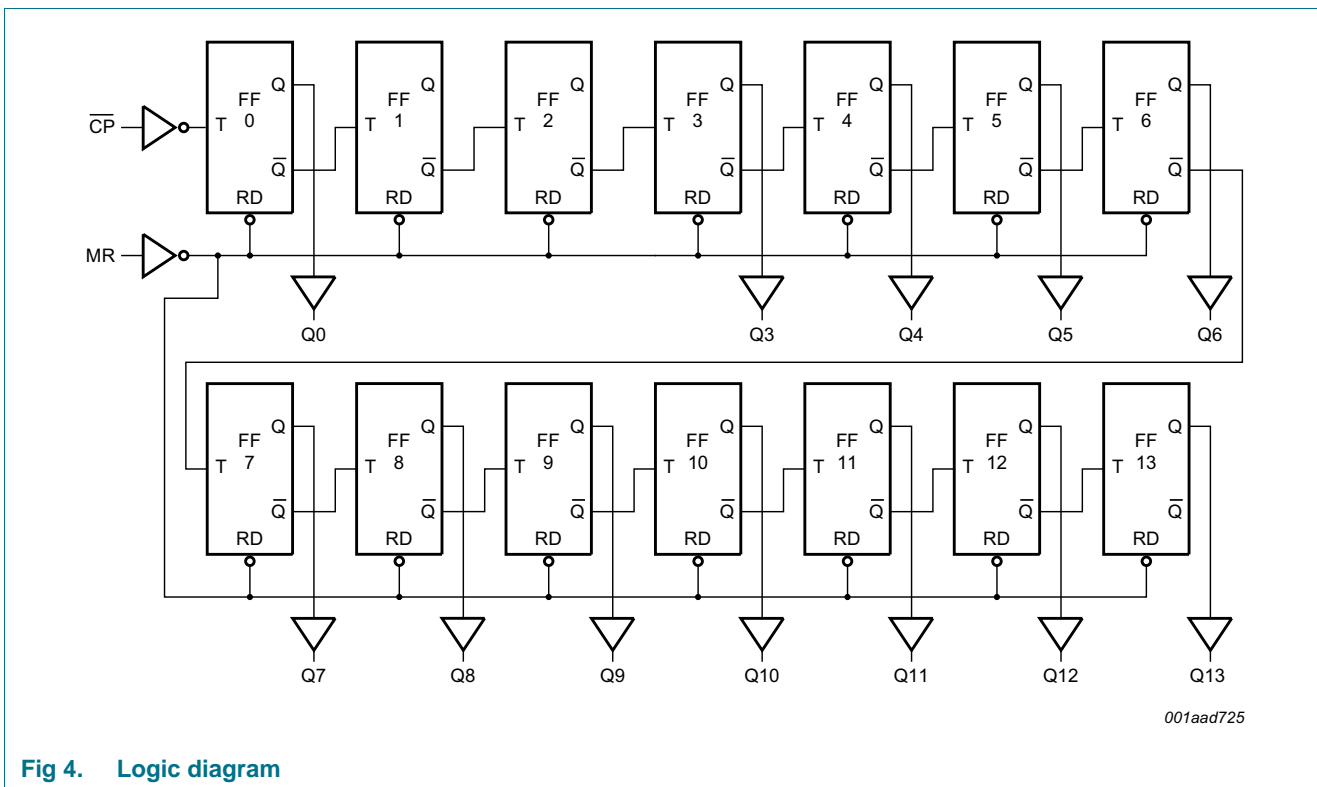 Q Q Q Q Q Q Q
FF FF FF FF FF FF FF
0 1 2 3 4 5 6
C̅P̅ T T T T T T T
Q̅ Q̅ Q̅ Q̅ Q̅ Q̅ Q̅
RD RD RD RD RD RD RD
MR
Q0 Q3 Q4 Q5 Q6
Q Q Q Q Q Q Q
FF FF FF FF FF FF FF
7 8 9 10 11 12 13
T T T T T T T
Q̅ Q̅ Q̅ Q̅ Q̅ Q̅ Q̅
RD RD RD RD RD RD RD
Q7 Q8 Q9 Q10 Q11 Q12 Q13
001aad725
Fig 4. Logic diagram